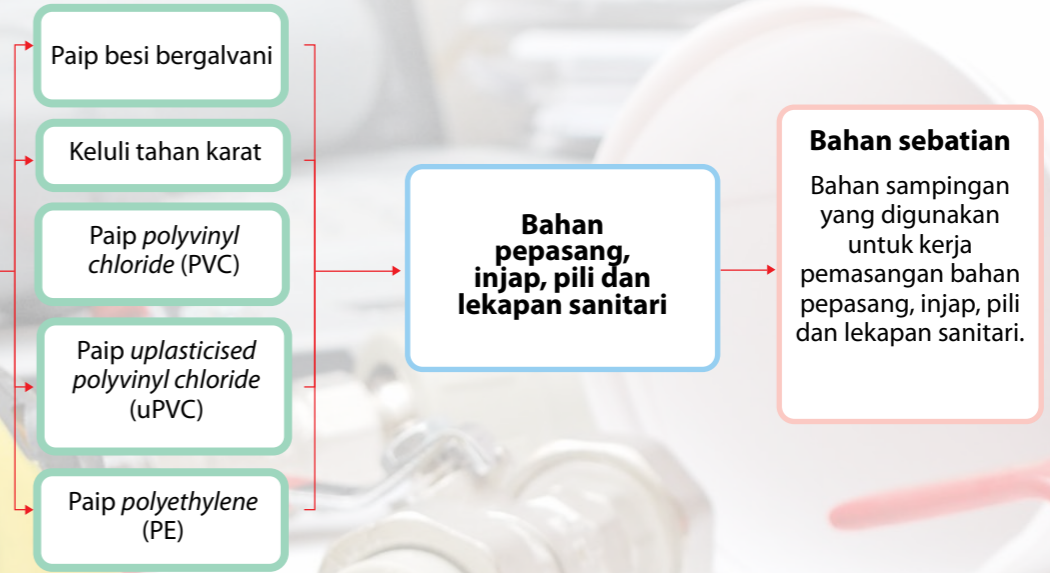 Paip besi bergalvani
Keluli tahan karat
Paip polyvinyl
chloride (PVC)
Paip uplasticised
polyvinyl chloride
(uPVC)
Paip polyethylene
(PE)
Bahan
pepasang,
injap, pili dan
lekapan sanitari
Bahan sebatian
Bahan sampingan
yang digunakan
untuk kerja
pemasangan bahan
pepasang, injap, pili
dan lekapan sanitari.